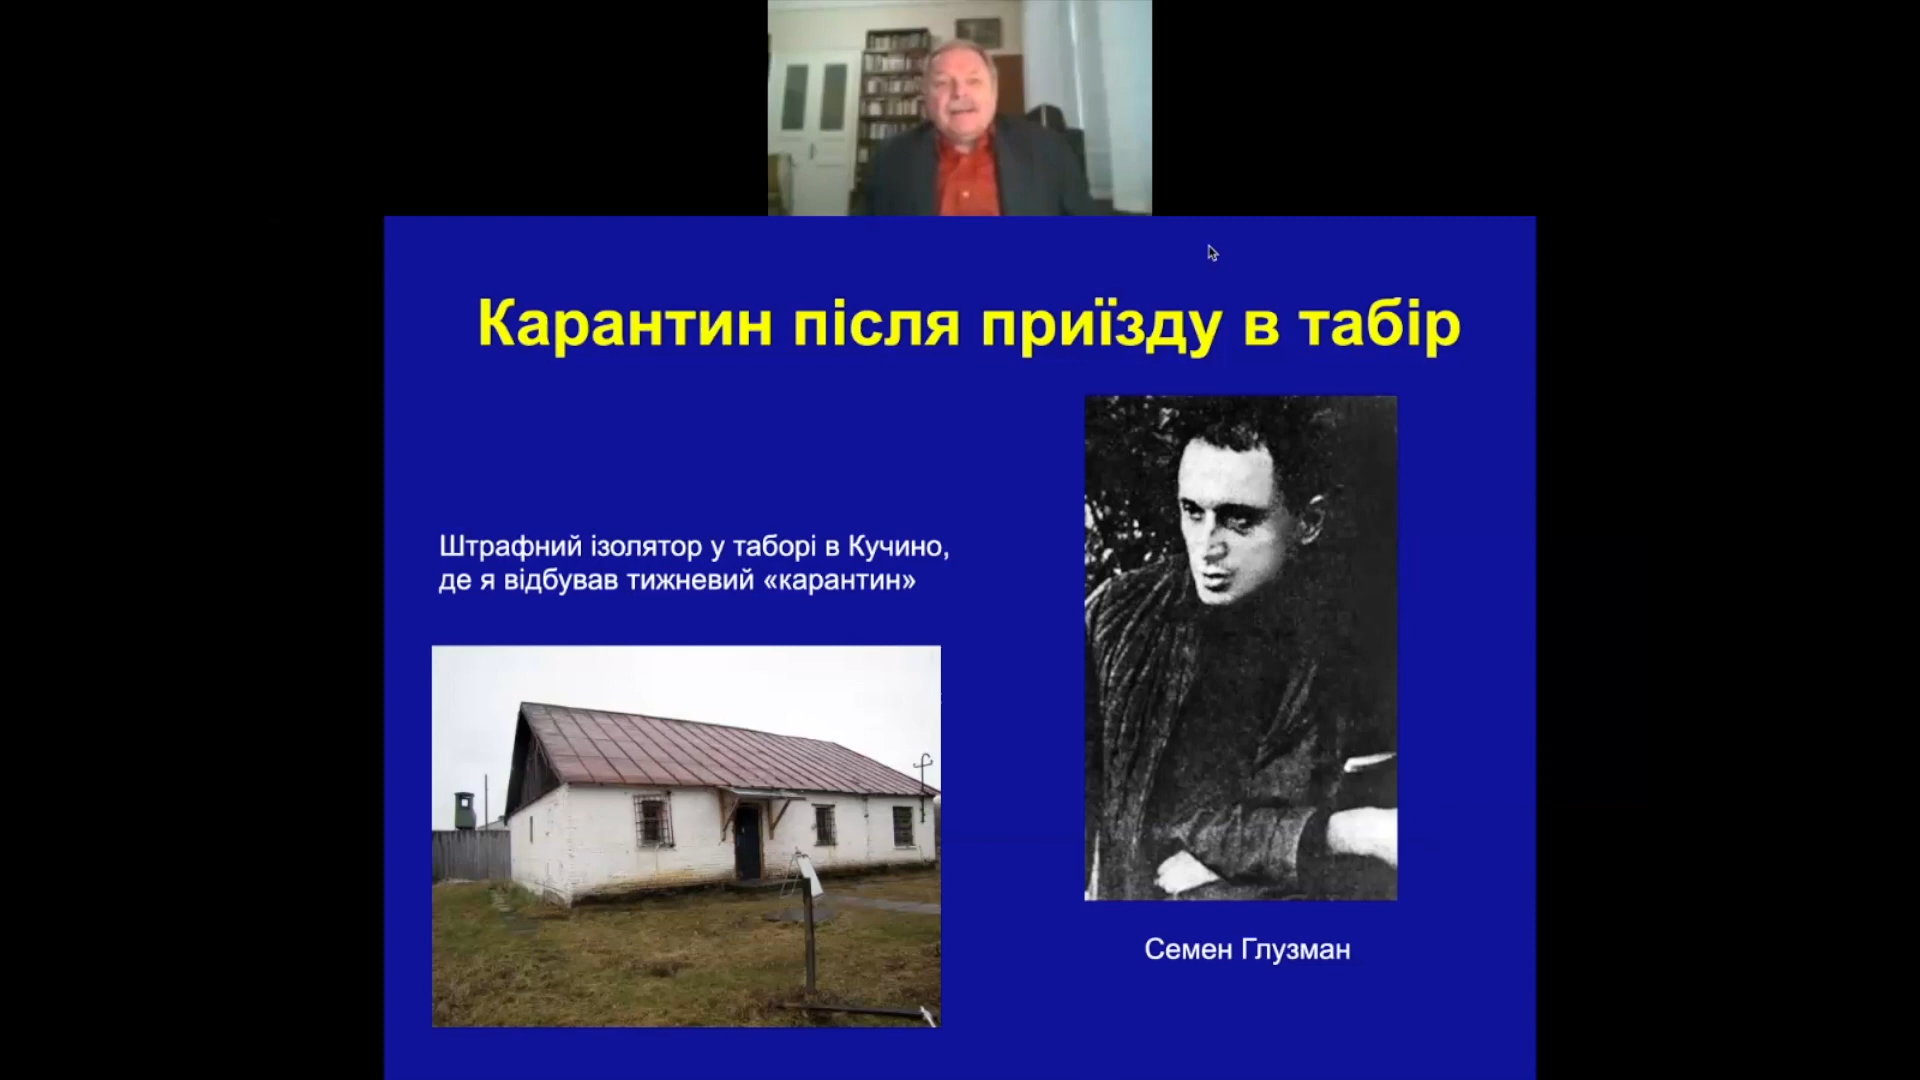 Карантин після приїзду в табір
Штрафний ізолятор у таборі в Кучино,
де я відбував тижневий «карантин»
Семен Глузман